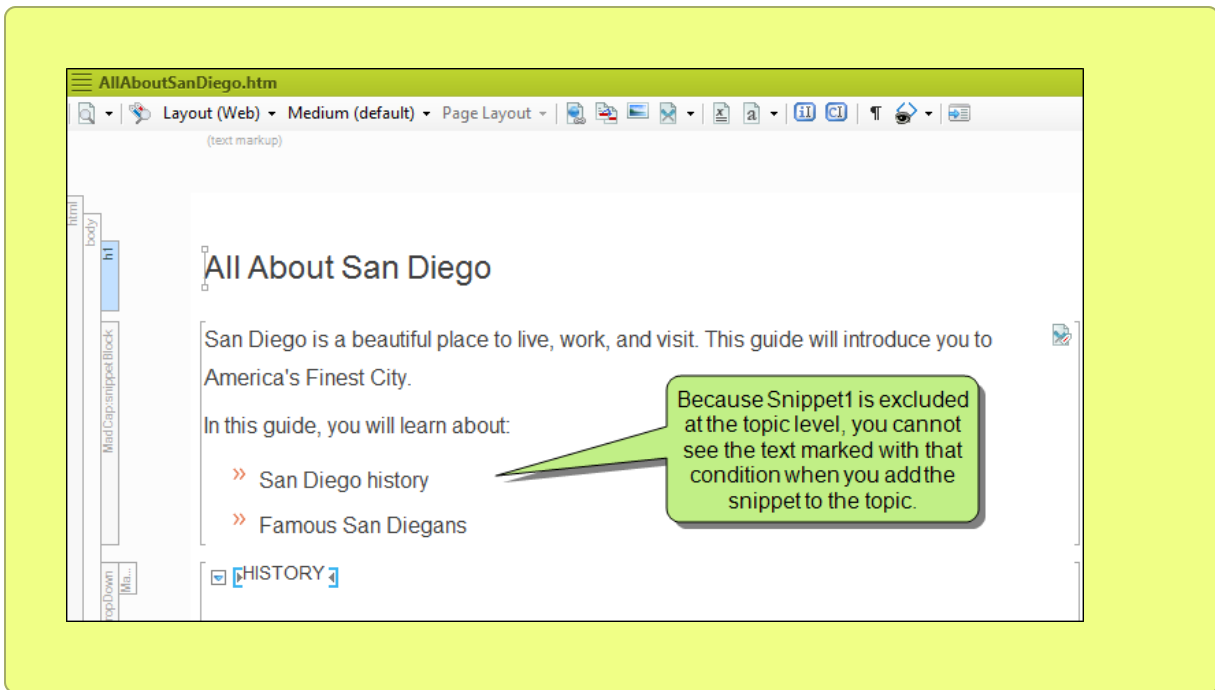 AllAboutSanDiego.htm
Layout (Web) Medium (default) Page Layout
(text markup)
html
body
h1
All About San Diego
MadCap:snippetBlock
San Diego is a beautiful place to live, work, and visit. This guide will introduce you to
America's Finest City.
In this guide, you will learn about:
» San Diego history
» Famous San Diegans
Because Snippet1 is excluded
at the topic level, you cannot
see the text marked with that
condition when you add the
snippet to the topic.
ropDown
Ma...
HISTORY